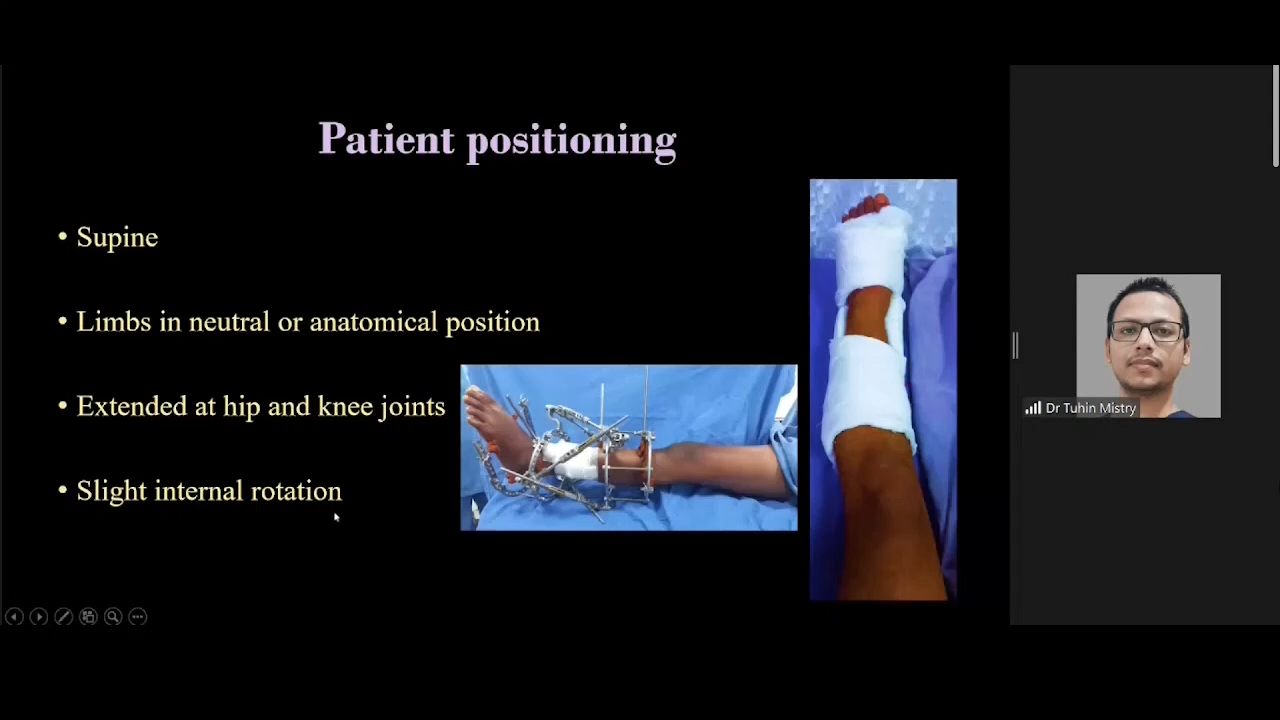 Patient positioning
• Supine
• Limbs in neutral or anatomical position
• Extended at hip and knee joints
• Slight internal rotation
Dr Tuhin Mistry